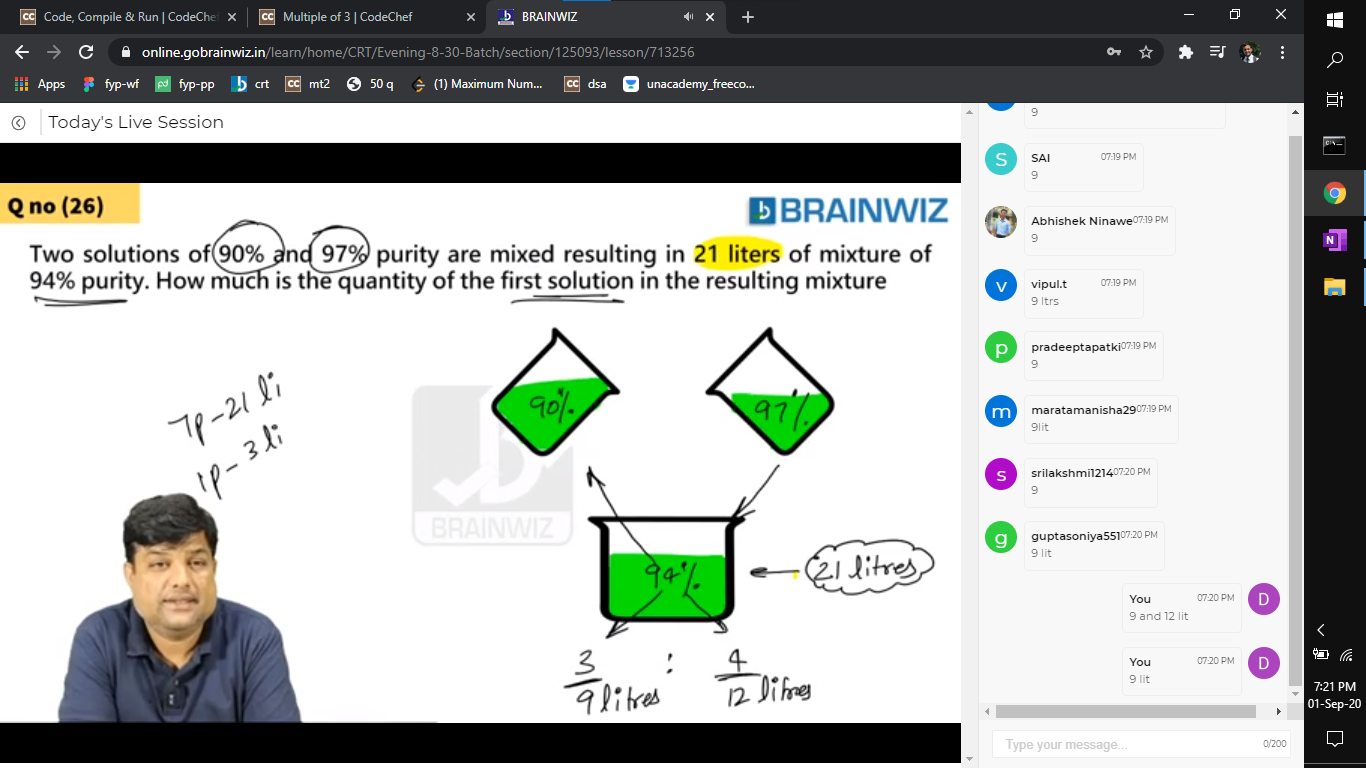 Code, Compile & Run | CodeChef
Multiple of 3 | CodeChef
BRAINWIZ
online.gobrainwiz.in/learn/home/CRT/Evening-8-30-Batch/section/125093/lesson/713256
Apps
fyp-wf
pd
fyp-pp
crt
CC
mt2
50 q
(1) Maximum Num...
CC
dsa
unacademy_freeco...
Today's Live Session
Q no (26)
BRAINWIZ
Two solutions of 90% and 97% purity are mixed resulting in 21 liters of mixture of
94% purity. How much is the quantity of the first solution in the resulting mixture
7p-21 li
1p-3 li
90%
97%
BRAINWIZ
94%
21 litres
3 : 4
9 litres 12 litres
9
S
SAI
07:19 PM
9
Abhishek Ninawe 07:19 PM
9
v
vipul.t
07:19 PM
9 ltrs
p
pradeeptapatki 07:19 PM
9
m
maratamanisha29 07:19 PM
9lit
s
srilakshmi1214 07:20 PM
9
g
guptasoniya551 07:20 PM
9 lit
You
07:20 PM
9 and 12 lit
D
You
07:20 PM
9 lit
D
Type your message...
0/200
7:21 PM
01-Sep-20